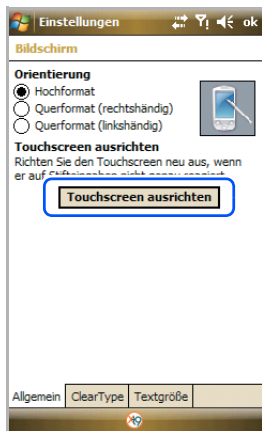 Einstellungen ok
Bildschirm
Orientierung
Hochformat
Querformat (rechtshändig)
Querformat (linkshändig)
Touchscreen ausrichten
Richten Sie den Touchscreen neu aus, wenn
er auf Stifteingaben nicht genau reagiert.
Touchscreen ausrichten
Allgemein ClearType Textgröße